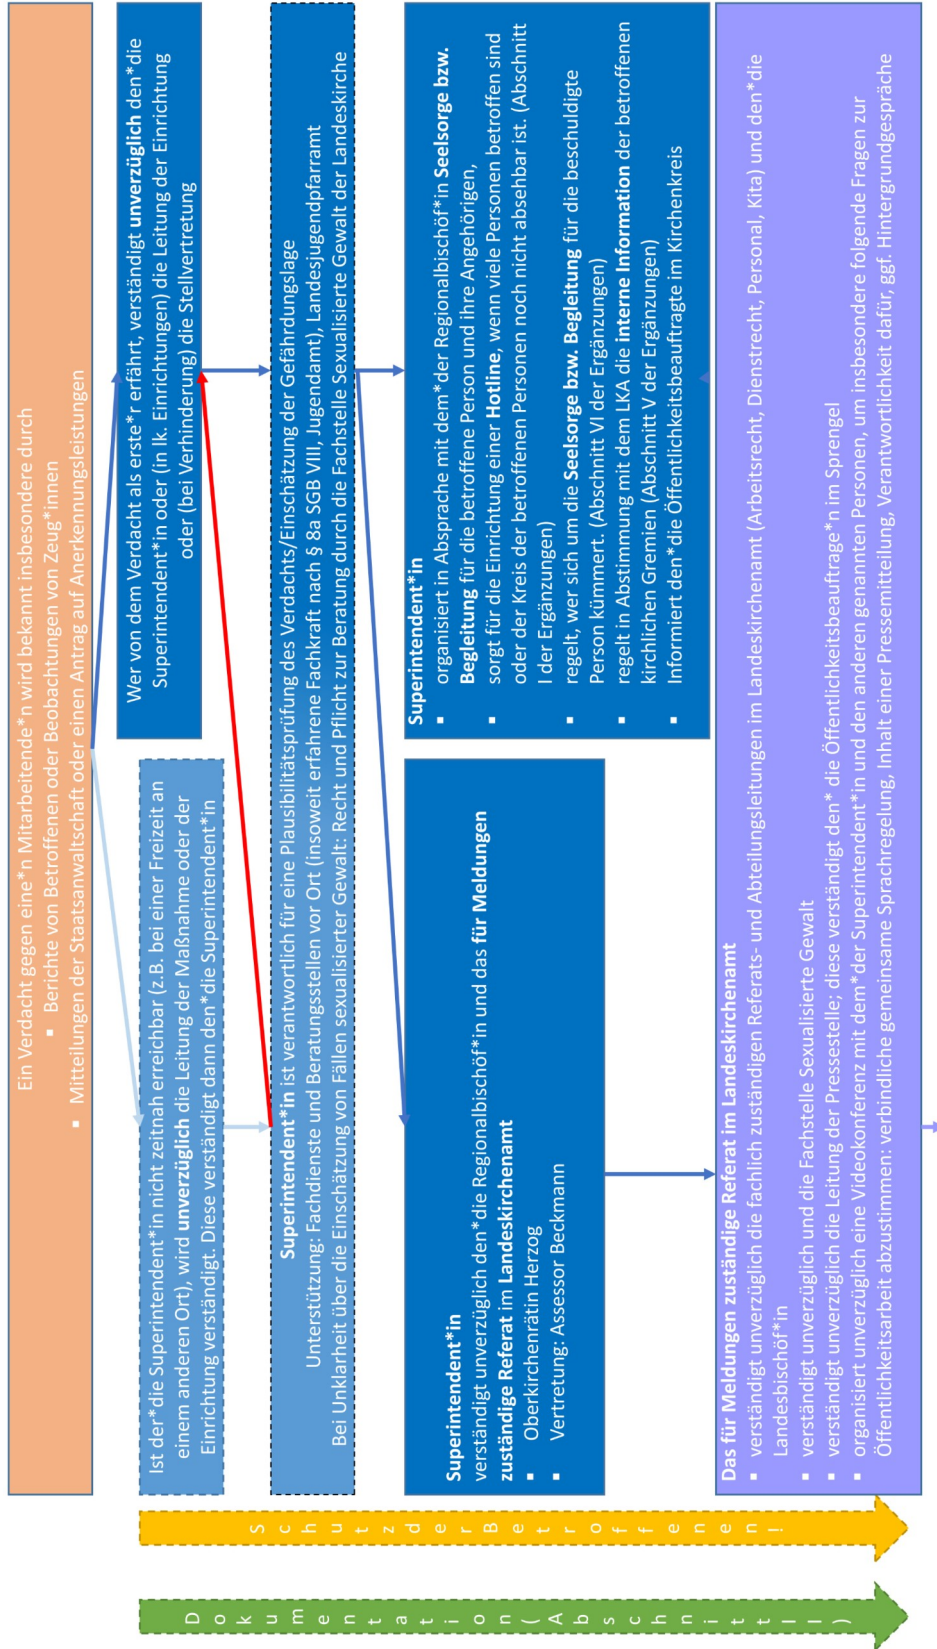 Ein Verdacht gegen eine*n Mitarbeitende*n wird bekannt insbesondere durch
▪ Berichte von Betroffenen oder Beobachtungen von Zeug*innen
▪ Mitteilungen der Staatsanwaltschaft oder einen Antrag auf Anerkennungsleistungen
Ist der*die Superintendent*in nicht zeitnah erreichbar (z.B. bei einer Freizeit an
einem anderen Ort), wird unverzüglich die Leitung der Maßnahme oder der
Einrichtung verständigt. Diese verständigt dann den*die Superintendent*in
Wer von dem Verdacht als erste*r erfährt, verständigt unverzüglich den*die
Superintendent*in oder (in lk. Einrichtungen) die Leitung der Einrichtung
oder (bei Verhinderung) die Stellvertretung
Superintendent*in ist verantwortlich für eine Plausibilitätsprüfung des Verdachts/Einschätzung der Gefährdungslage
Unterstützung: Fachdienste und Beratungsstellen vor Ort (insoweit erfahrene Fachkraft nach § 8a SGB VIII, Jugendamt), Landesjugendpfarramt
Bei Unklarheit über die Einschätzung von Fällen sexualisierter Gewalt: Recht und Pflicht zur Beratung durch die Fachstelle Sexualisierte Gewalt der Landeskirche
Superintendent*in
verständigt unverzüglich den*die Regionalbischöf*in und das für Meldungen
zuständige Referat im Landeskirchenamt
▪ Oberkirchenrätin Herzog
▪ Vertretung: Assessor Beckmann
Superintendent*in
▪ organisiert in Absprache mit dem*der Regionalbischöf*in Seelsorge bzw.
Begleitung für die betroffene Person und ihre Angehörigen,
▪ sorgt für die Einrichtung einer Hotline, wenn viele Personen betroffen sind
oder der Kreis der betroffenen Personen noch nicht absehbar ist. (Abschnitt
I der Ergänzungen)
▪ regelt, wer sich um die Seelsorge bzw. Begleitung für die beschuldigte
Person kümmert. (Abschnitt VI der Ergänzungen)
▪ regelt in Abstimmung mit dem LKA die interne Information der betroffenen
kirchlichen Gremien (Abschnitt V der Ergänzungen)
▪ Informiert den*die Öffentlichkeitsbeauftragte im Kirchenkreis
Das für Meldungen zuständige Referat im Landeskirchenamt
▪ verständigt unverzüglich die fachlich zuständigen Referats- und Abteilungsleitungen im Landeskirchenamt (Arbeitsrecht, Dienstrecht, Personal, Kita) und den*die
Landesbischöf*in
▪ verständigt unverzüglich und die Fachstelle Sexualisierte Gewalt
▪ verständigt unverzüglich die Leitung der Pressestelle; diese verständigt den* die Öffentlichkeitsbeauftrage*n im Sprengel
▪ organisiert unverzüglich eine Videokonferenz mit dem*der Superintendent*in und den anderen genannten Personen, um insbesondere folgende Fragen zur
Öffentlichkeitsarbeit abzustimmen: verbindliche gemeinsame Sprachregelung, Inhalt einer Pressemitteilung, Verantwortlichkeit dafür, ggf. Hintergrundgespräche
Schutz der Betroffenen!
Dokumentation (Abschnitt II)